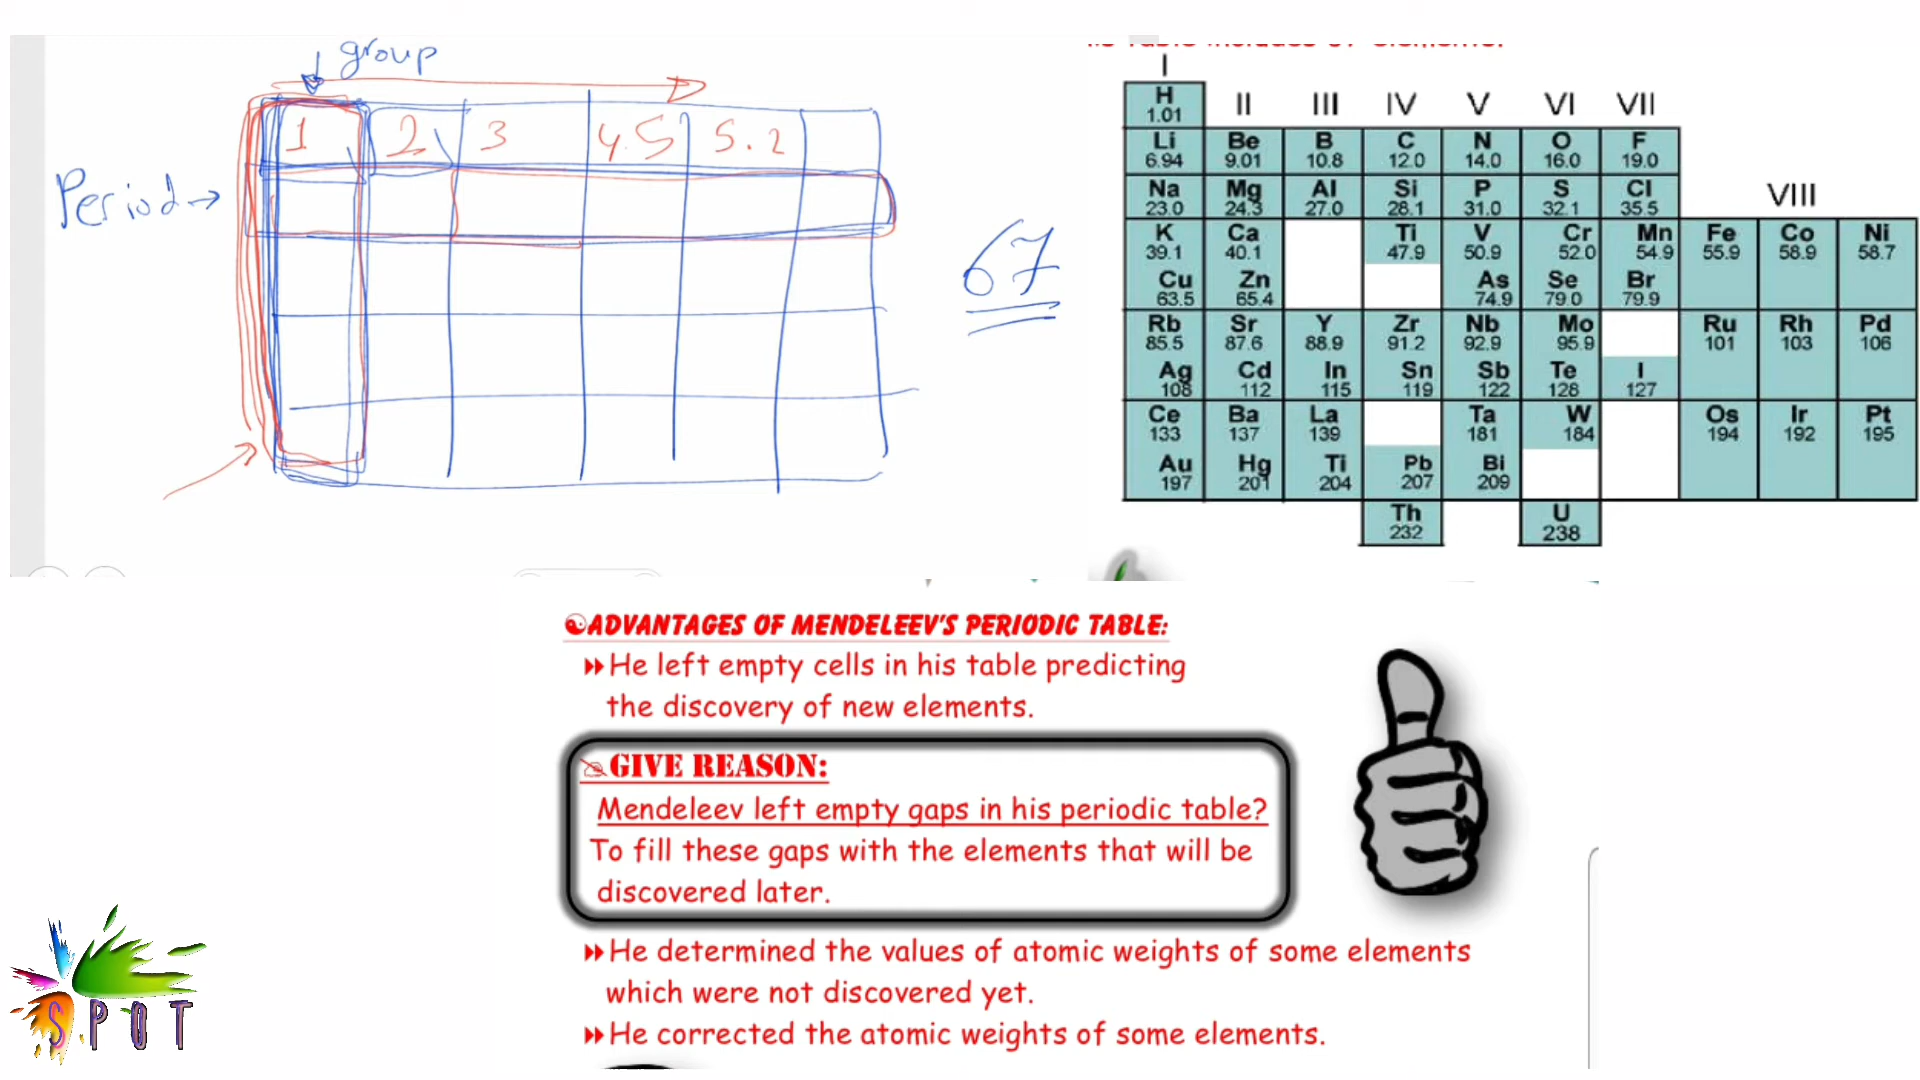 group
1 2 3 4.5 5.2
Period
67
I
H II III IV V VI VII
1.01
Li Be B C N O F
6.94 9.01 10.8 12.0 14.0 16.0 19.0
Na Mg Al Si P S Cl VIII
23.0 24.3 27.0 28.1 31.0 32.1 35.5
K Ca Ti V Cr Mn Fe Co Ni
39.1 40.1 47.9 50.9 52.0 54.9 55.9 58.9 58.7
Cu Zn As Se Br
63.5 65.4 74.9 79.0 79.9
Rb Sr Y Zr Nb Mo Ru Rh Pd
85.5 87.6 88.9 91.2 92.9 95.9 101 103 106
Ag Cd In Sn Sb Te I
108 112 115 119 122 128 127
Ce Ba La Ta W Os Ir Pt
133 137 139 181 184 194 192 195
Au Hg Ti Pb Bi
197 201 204 207 209
Th U
232 238
ADVANTAGES OF MENDELEEV'S PERIODIC TABLE:
He left empty cells in his table predicting
the discovery of new elements.
GIVE REASON:
Mendeleev left empty gaps in his periodic table?
To fill these gaps with the elements that will be
discovered later.
He determined the values of atomic weights of some elements
which were not discovered yet.
He corrected the atomic weights of some elements.
SPOT